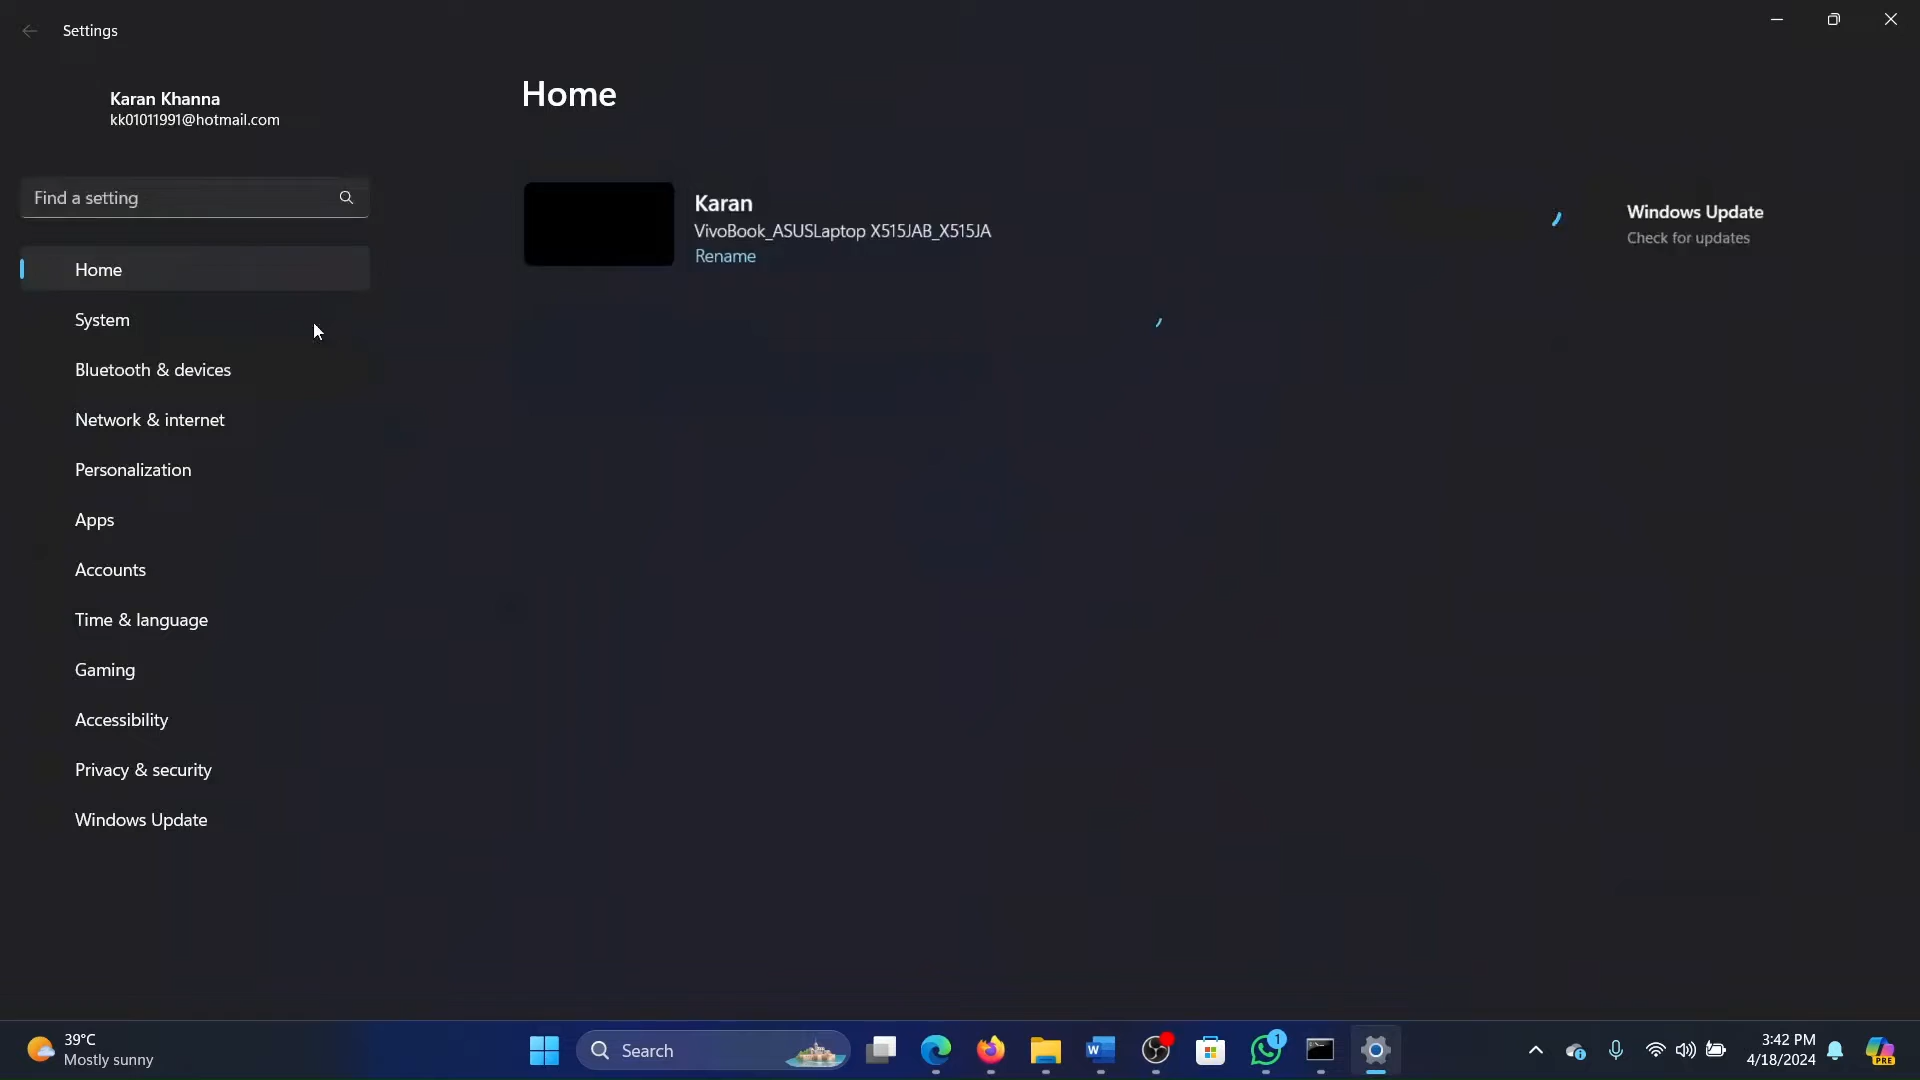 Settings
Karan Khanna
kk01011991@hotmail.com
Find a setting
Home
System
Bluetooth & devices
Network & internet
Personalization
Apps
Accounts
Time & language
Gaming
Accessibility
Privacy & security
Windows Update
Home
Karan
VivoBook_ASUSLaptop X515JAB_X515JA
Rename
Windows Update
Check for updates
39°C
Mostly sunny
Search
W
1
3:42 PM
4/18/2024
PRE